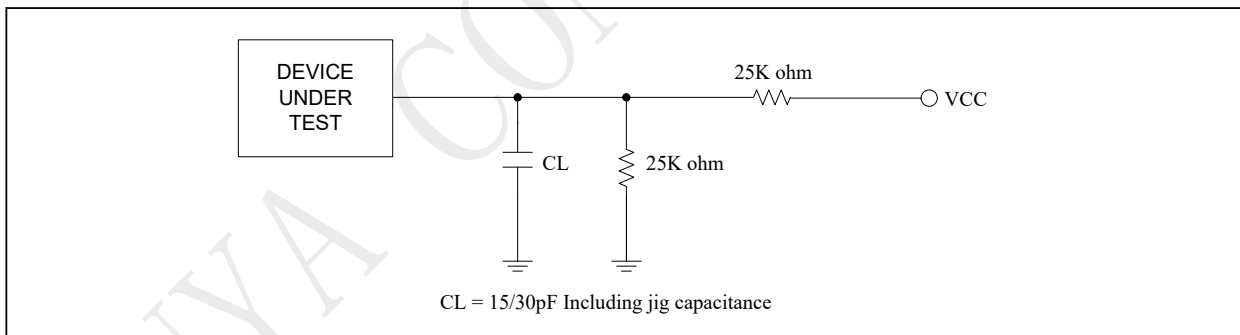 DEVICE
UNDER
TEST
25K ohm
VCC
CL
25K ohm
CL = 15/30pF Including jig capacitance